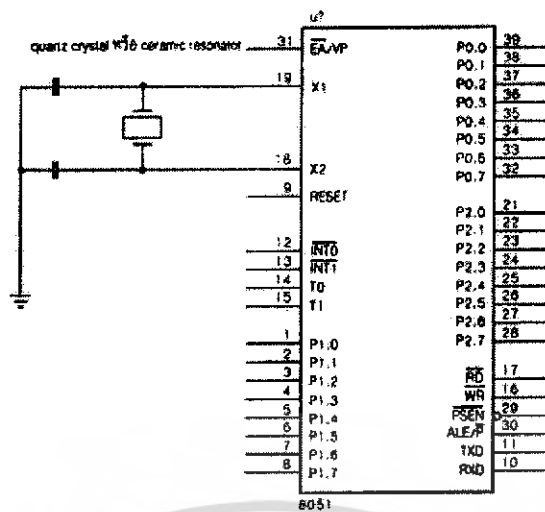 u?
quartz crystal ceramic resonator
31 EA/VP P0.0 39
P0.1 38
19 X1 P0.2 37
P0.3 36
P0.4 35
P0.5 34
P0.6 33
18 X2 P0.7 32
9 RESET
P2.0 21
P2.1 22
12 INT0 P2.2 23
13 INT1 P2.3 24
14 T0 P2.4 25
15 T1 P2.5 26
P2.6 27
1 P1.0 P2.7 28
2 P1.1
3 P1.2 RD 17
4 P1.3 WR 16
5 P1.4 PSEN 29
6 P1.5 ALE/P 30
7 P1.6 TXD 11
8 P1.7 RXD 10
8051